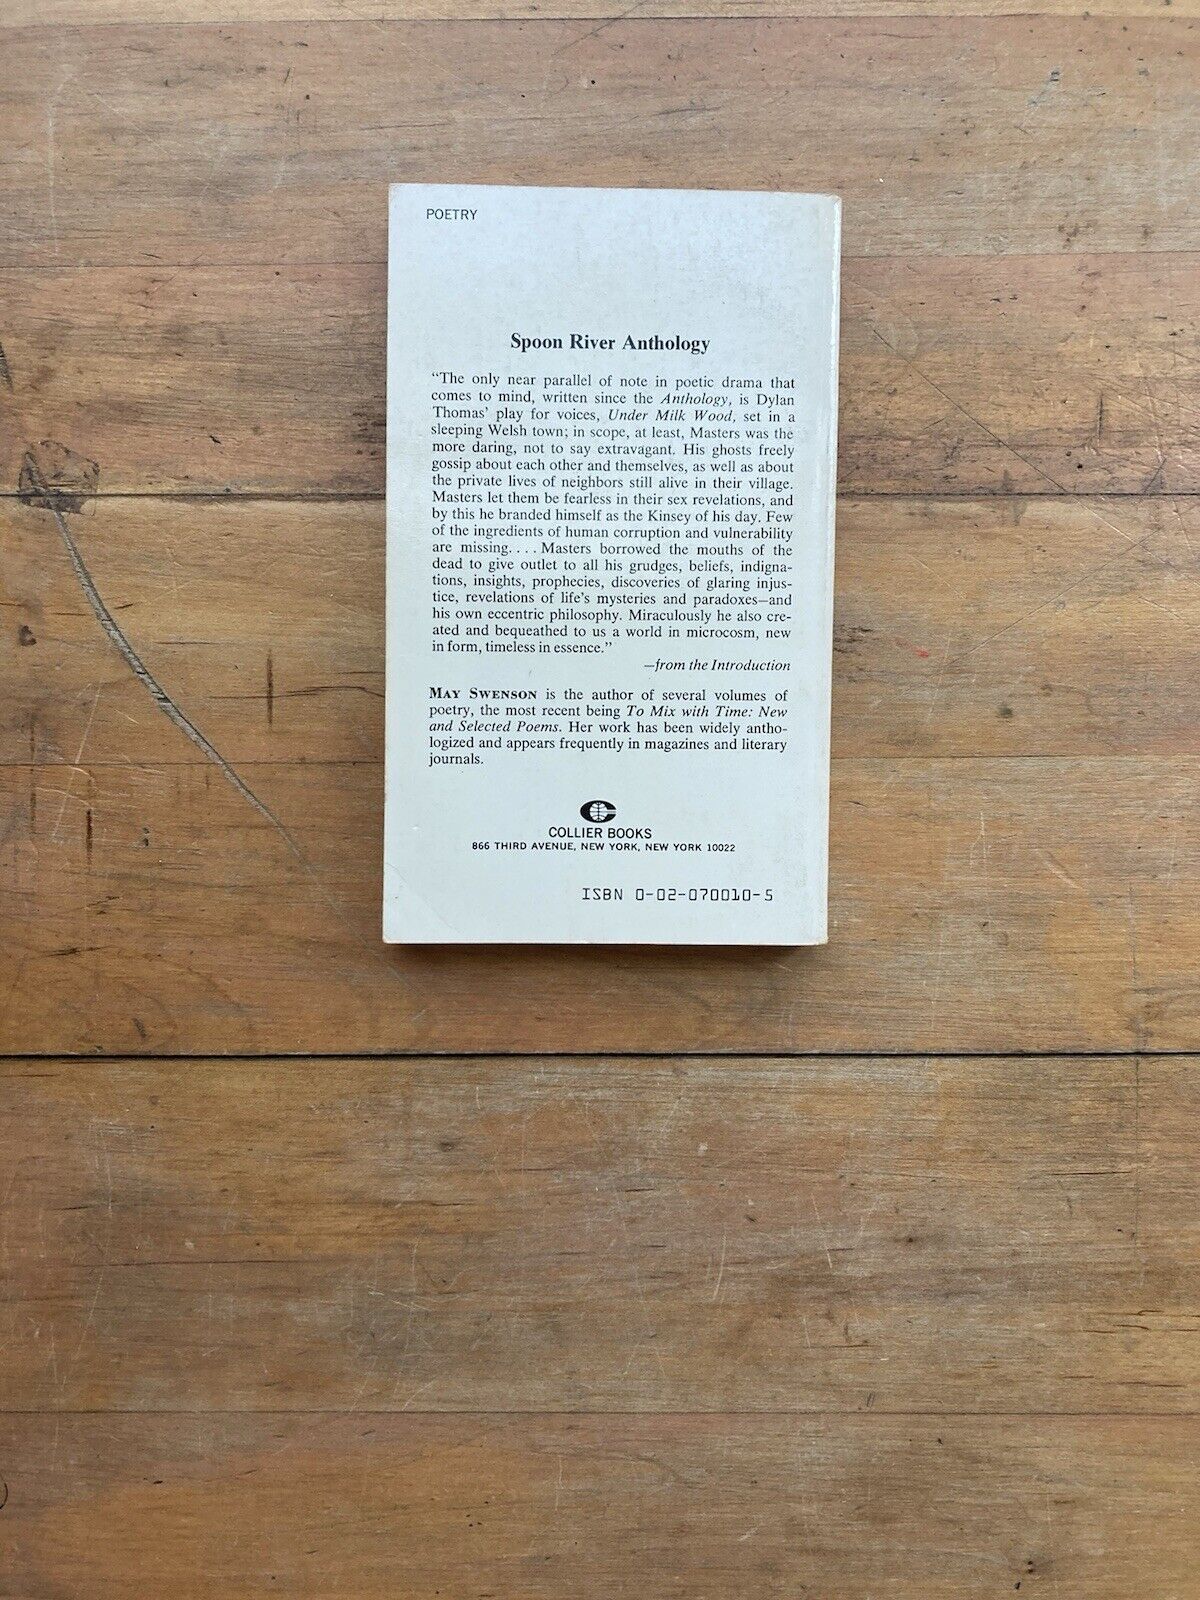 POETRY
Spoon River Anthology
“The only near parallel of note in poetic drama that
comes to mind, written since the Anthology, is Dylan
Thomas’ play for voices, Under Milk Wood, set in a
sleeping Welsh town; in scope, at least, Masters was the
more daring, not to say extravagant. His ghosts freely
gossip about each other and themselves, as well as about
the private lives of neighbors still alive in their village.
Masters let them be fearless in their sex revelations, and
by this he branded himself as the Kinsey of his day. Few
of the ingredients of human corruption and vulnerability
are missing. . . . Masters borrowed the mouths of the
dead to give outlet to all his grudges, beliefs, indigna-
tions, insights, prophecies, discoveries of glaring injus-
tice, revelations of life’s mysteries and paradoxes—and
his own eccentric philosophy. Miraculously he also cre-
ated and bequeathed to us a world in microcosm, new
in form, timeless in essence.”
—from the Introduction
MAY SWENSON is the author of several volumes of
poetry, the most recent being To Mix with Time: New
and Selected Poems. Her work has been widely antho-
logized and appears frequently in magazines and literary
journals.
COLLIER BOOKS
866 THIRD AVENUE, NEW YORK, NEW YORK 10022
ISBN 0-02-070010-5